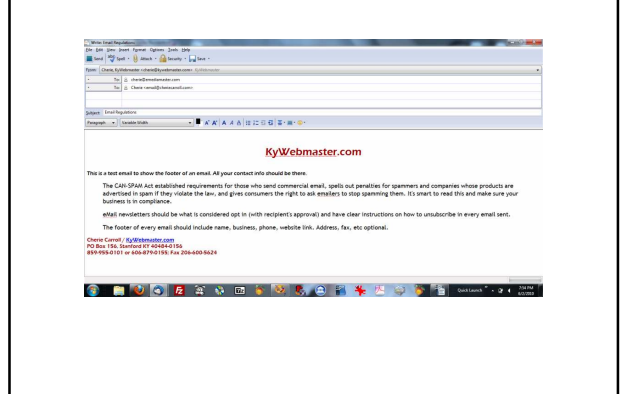 Write: Email Regulations
File Edit View Insert Format Options Tools Help
Send Spell Attach Security Save
From: Cherie, KyWebmaster <cherie@kywebmaster.com> KyWebmaster
To: cherie@emediamaster.com
To: Cherie <email@cheriecarroll.com>
Subject: Email Regulations
Paragraph Variable Width
KyWebmaster.com
This is a test email to show the footer of an email. All your contact info should be there.
The CAN-SPAM Act established requirements for those who send commercial email, spells out penalties for spammers and companies whose products are
advertised in spam if they violate the law, and gives consumers the right to ask emailers to stop spamming them. It's smart to read this and make sure your
business is in compliance.
eMail newsletters should be what is considered opt in (with recipient's approval) and have clear instructions on how to unsubscribe in every email sent.
The footer of every email should include name, business, phone, website link. Address, fax, etc optional.
Cherie Carroll / KyWebmaster.com
PO Box 156, Stanford KY 40484-0156
859-955-0101 or 606-879-0155; Fax 206-600-5624
Quick Launch 7:34 PM
6/2/2010